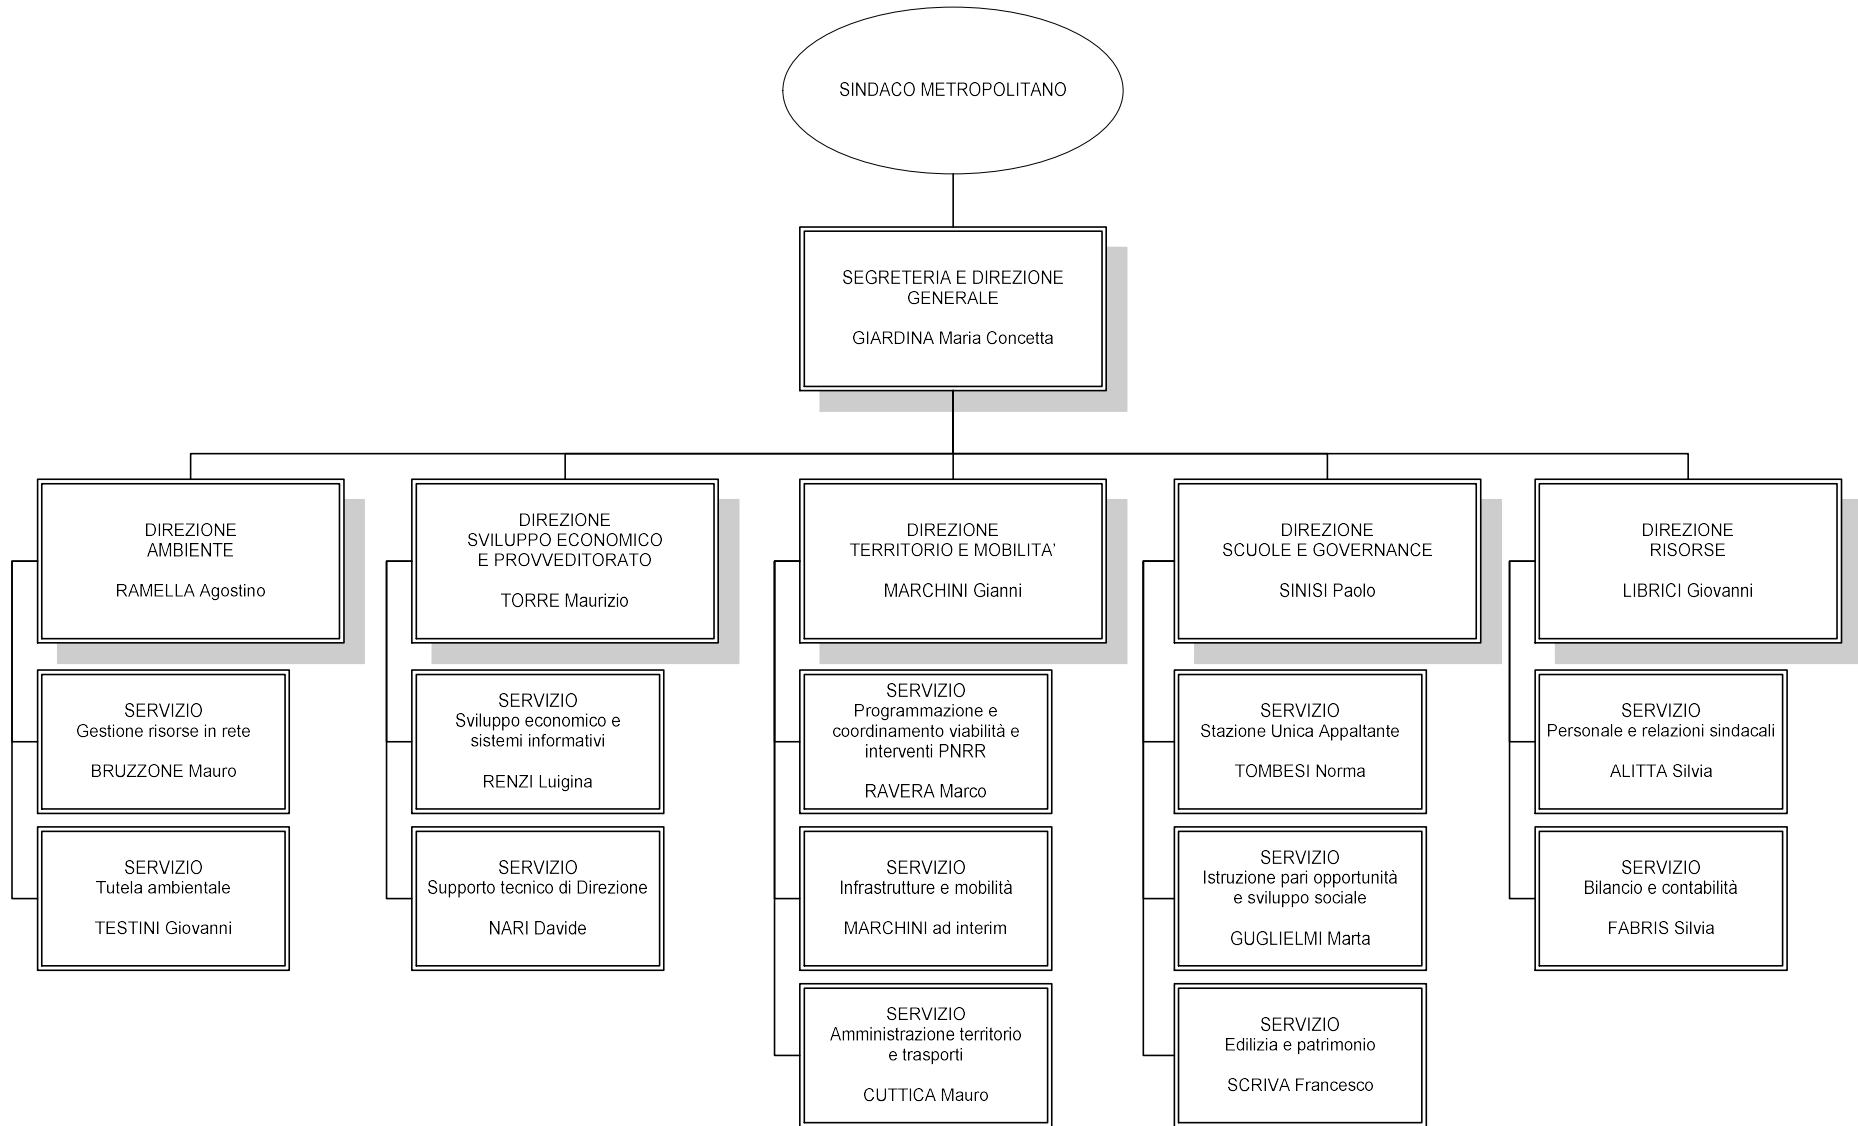 SINDACO METROPOLITANO
SEGRETERIA E DIREZIONE
GENERALE
GIARDINA Maria Concetta
DIREZIONE
AMBIENTE
RAMELLA Agostino
SERVIZIO
Gestione risorse in rete
BRUZZONE Mauro
SERVIZIO
Tutela ambientale
TESTINI Giovanni
DIREZIONE
SVILUPPO ECONOMICO
E PROVVEDITORATO
TORRE Maurizio
SERVIZIO
Sviluppo economico e
sistemi informativi
RENZI Luigina
SERVIZIO
Supporto tecnico di Direzione
NARI Davide
DIREZIONE
TERRITORIO E MOBILITA’
MARCHINI Gianni
SERVIZIO
Programmazione e
coordinamento viabilità e
interventi PNRR
RAVERA Marco
SERVIZIO
Infrastrutture e mobilità
MARCHINI ad interim
SERVIZIO
Amministrazione territorio
e trasporti
CUTTICA Mauro
DIREZIONE
SCUOLE E GOVERNANCE
SINISI Paolo
SERVIZIO
Stazione Unica Appaltante
TOMBESI Norma
SERVIZIO
Istruzione pari opportunità
e sviluppo sociale
GUGLIELMI Marta
SERVIZIO
Edilizia e patrimonio
SCRIVA Francesco
DIREZIONE
RISORSE
LIBRICI Giovanni
SERVIZIO
Personale e relazioni sindacali
ALITTA Silvia
SERVIZIO
Bilancio e contabilità
FABRIS Silvia